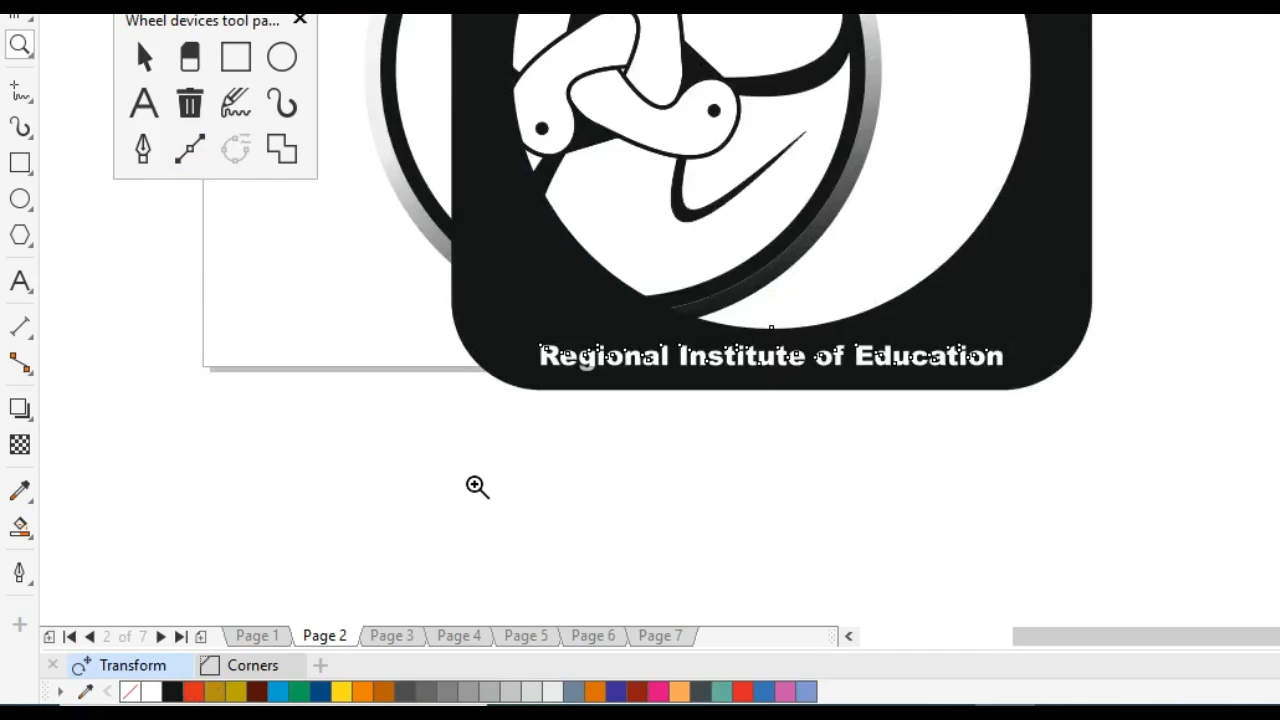 Wheel devices tool pa...
Regional Institute of Education
2 of 7
Page 1
Page 2
Page 3
Page 4
Page 5
Page 6
Page 7
Transform
Corners